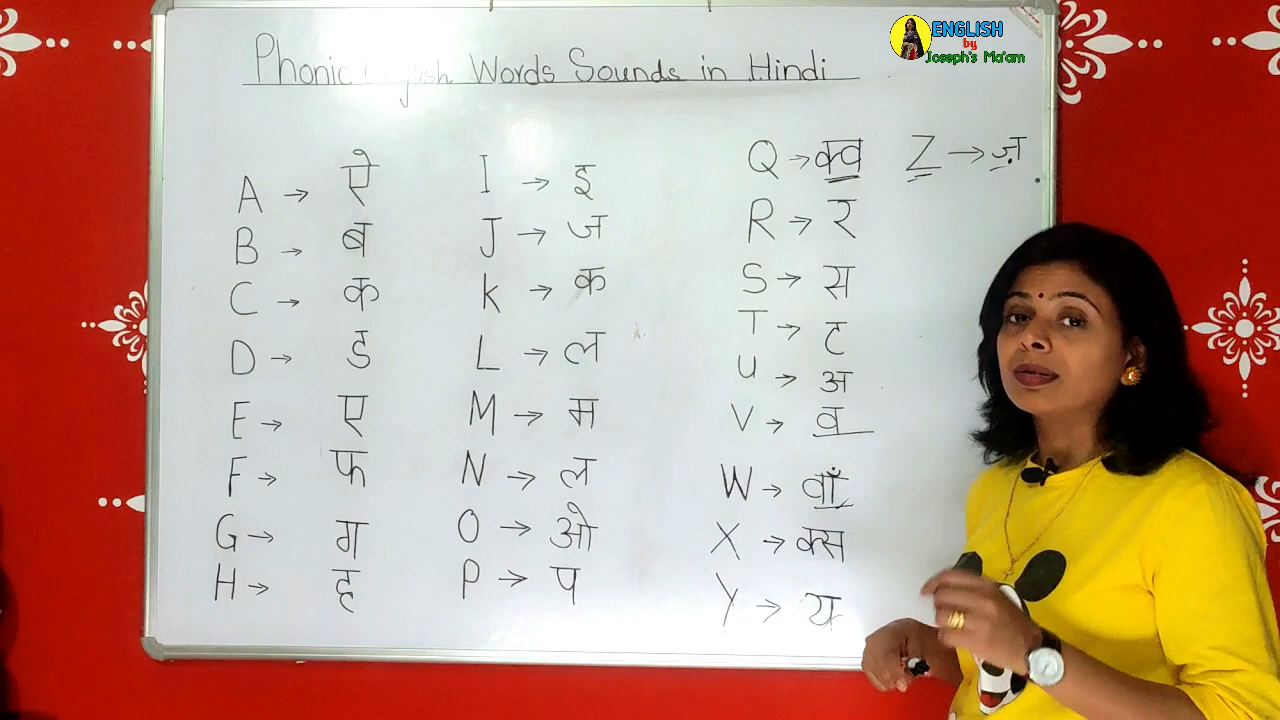 ENGLISH
by
Joseph's Ma'am
Phonic English Words Sounds in Hindi
A → ऐ
B → ब
C → क
D → ड
E → ए
F → फ
G → ग
H → ह
I → इ
J → ज
K → क
L → ल
M → म
N → ल
O → ओ
P → प
Q → क्व
R → र
S → स
T → ट
U → अ
V → व
W → वाँ
X → क्स
Y → य
Z → ज़